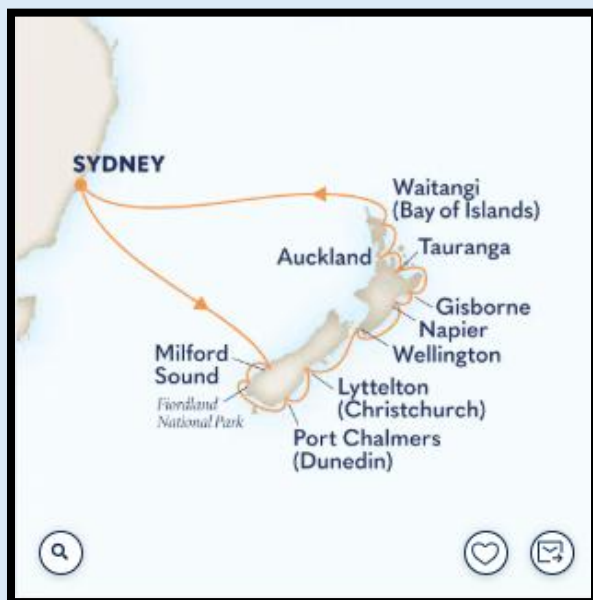 SYDNEY
Waitangi
(Bay of Islands)
Auckland
Tauranga
Gisborne
Napier
Wellington
Milford
Sound
Fiordland
National Park
Lyttelton
(Christchurch)
Port Chalmers
(Dunedin)